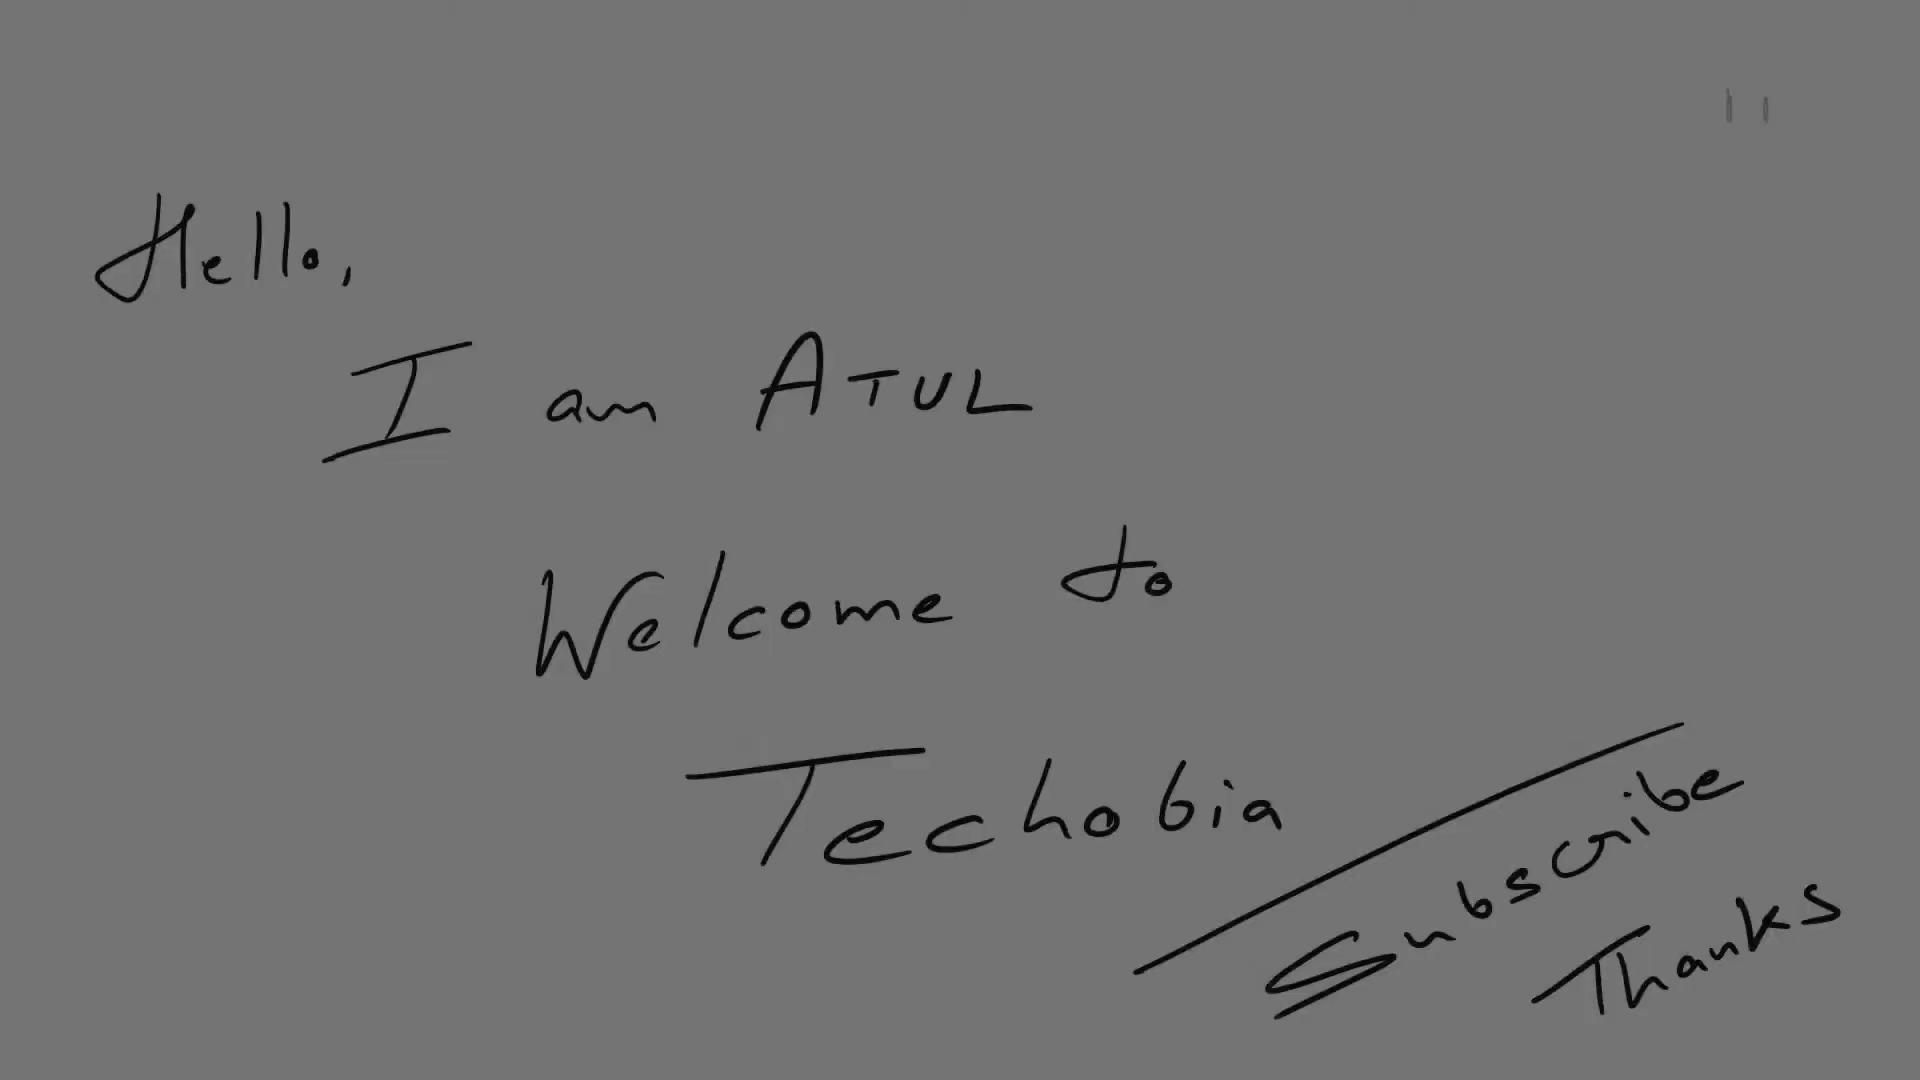 Hello,
I am ATUL
Welcome to
Techobia
Subscribe
Thanks